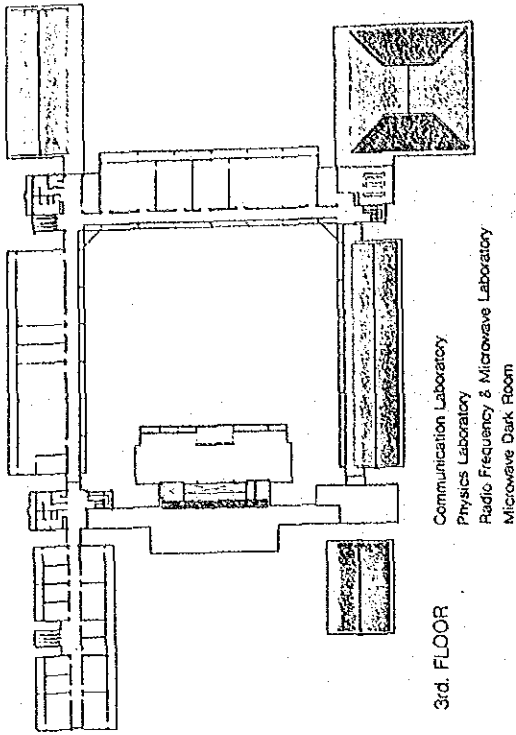 3rd. FLOOR
Communication Laboratory
Physics Laboratory
Radio Frequency & Microwave Laboratory
Microwave Dark Room